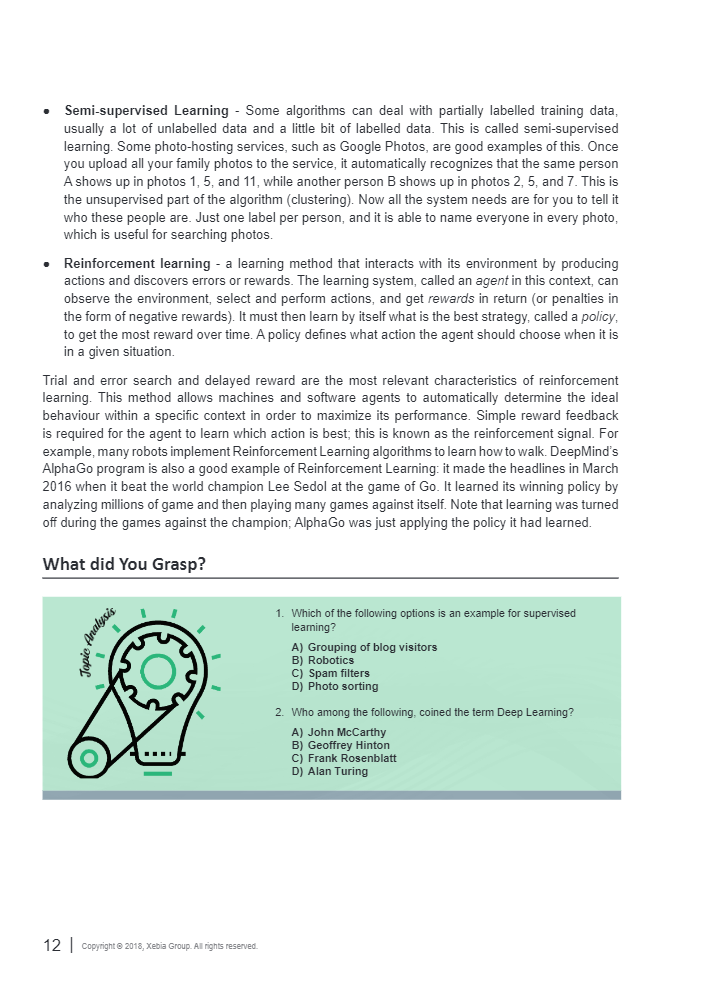 ● Semi-supervised Learning - Some algorithms can deal with partially labelled training data,
usually a lot of unlabelled data and a little bit of labelled data. This is called semi-supervised
learning. Some photo-hosting services, such as Google Photos, are good examples of this. Once
you upload all your family photos to the service, it automatically recognizes that the same person
A shows up in photos 1, 5, and 11, while another person B shows up in photos 2, 5, and 7. This is
the unsupervised part of the algorithm (clustering). Now all the system needs are for you to tell it
who these people are. Just one label per person, and it is able to name everyone in every photo,
which is useful for searching photos.
● Reinforcement learning - a learning method that interacts with its environment by producing
actions and discovers errors or rewards. The learning system, called an agent in this context, can
observe the environment, select and perform actions, and get rewards in return (or penalties in
the form of negative rewards). It must then learn by itself what is the best strategy, called a policy,
to get the most reward over time. A policy defines what action the agent should choose when it is
in a given situation.
Trial and error search and delayed reward are the most relevant characteristics of reinforcement
learning. This method allows machines and software agents to automatically determine the ideal
behaviour within a specific context in order to maximize its performance. Simple reward feedback
is required for the agent to learn which action is best; this is known as the reinforcement signal. For
example, many robots implement Reinforcement Learning algorithms to learn how to walk. DeepMind's
AlphaGo program is also a good example of Reinforcement Learning: it made the headlines in March
2016 when it beat the world champion Lee Sedol at the game of Go. It learned its winning policy by
analyzing millions of game and then playing many games against itself. Note that learning was turned
off during the games against the champion; AlphaGo was just applying the policy it had learned.
What did You Grasp?
Topic Analysis
1. Which of the following options is an example for supervised
learning?
A) Grouping of blog visitors
B) Robotics
C) Spam filters
D) Photo sorting
2. Who among the following, coined the term Deep Learning?
A) John McCarthy
B) Geoffrey Hinton
C) Frank Rosenblatt
D) Alan Turing
12 | Copyright © 2018, Xebia Group. All rights reserved.